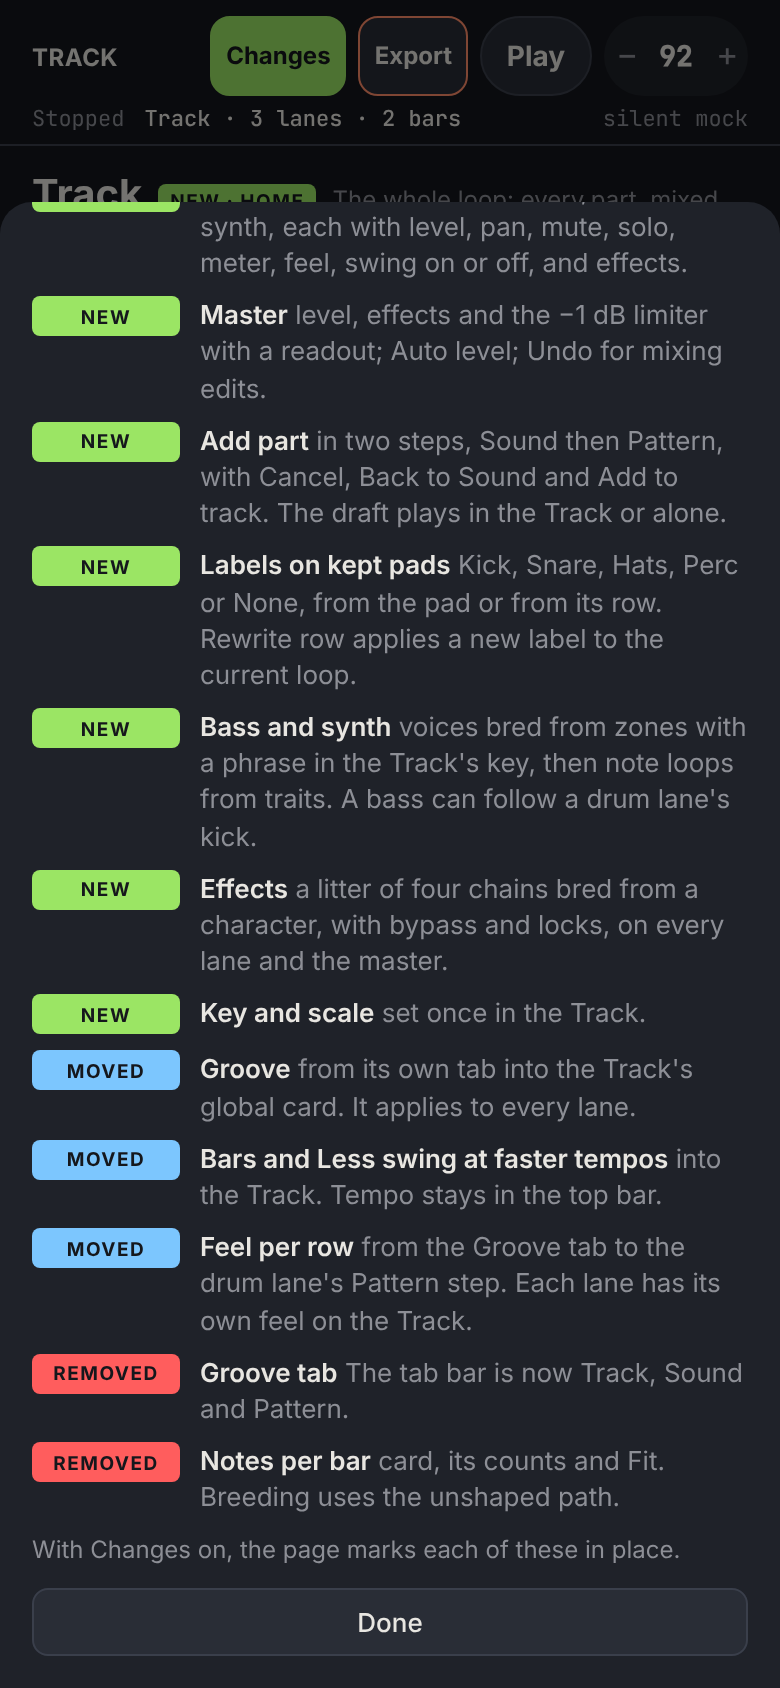 TRACK
Changes
Export
Play
− 92 +
Stopped Track · 3 lanes · 2 bars silent mock
Track NEW · HOME The whole loop: every part, mixed
synth, each with level, pan, mute, solo,
meter, feel, swing on or off, and effects.
NEW Master level, effects and the −1 dB limiter
with a readout; Auto level; Undo for mixing
edits.
NEW Add part in two steps, Sound then Pattern,
with Cancel, Back to Sound and Add to
track. The draft plays in the Track or alone.
NEW Labels on kept pads Kick, Snare, Hats, Perc
or None, from the pad or from its row.
Rewrite row applies a new label to the
current loop.
NEW Bass and synth voices bred from zones with
a phrase in the Track's key, then note loops
from traits. A bass can follow a drum lane's
kick.
NEW Effects a litter of four chains bred from a
character, with bypass and locks, on every
lane and the master.
NEW Key and scale set once in the Track.
MOVED Groove from its own tab into the Track's
global card. It applies to every lane.
MOVED Bars and Less swing at faster tempos into
the Track. Tempo stays in the top bar.
MOVED Feel per row from the Groove tab to the
drum lane's Pattern step. Each lane has its
own feel on the Track.
REMOVED Groove tab The tab bar is now Track, Sound
and Pattern.
REMOVED Notes per bar card, its counts and Fit.
Breeding uses the unshaped path.
With Changes on, the page marks each of these in place.
Done